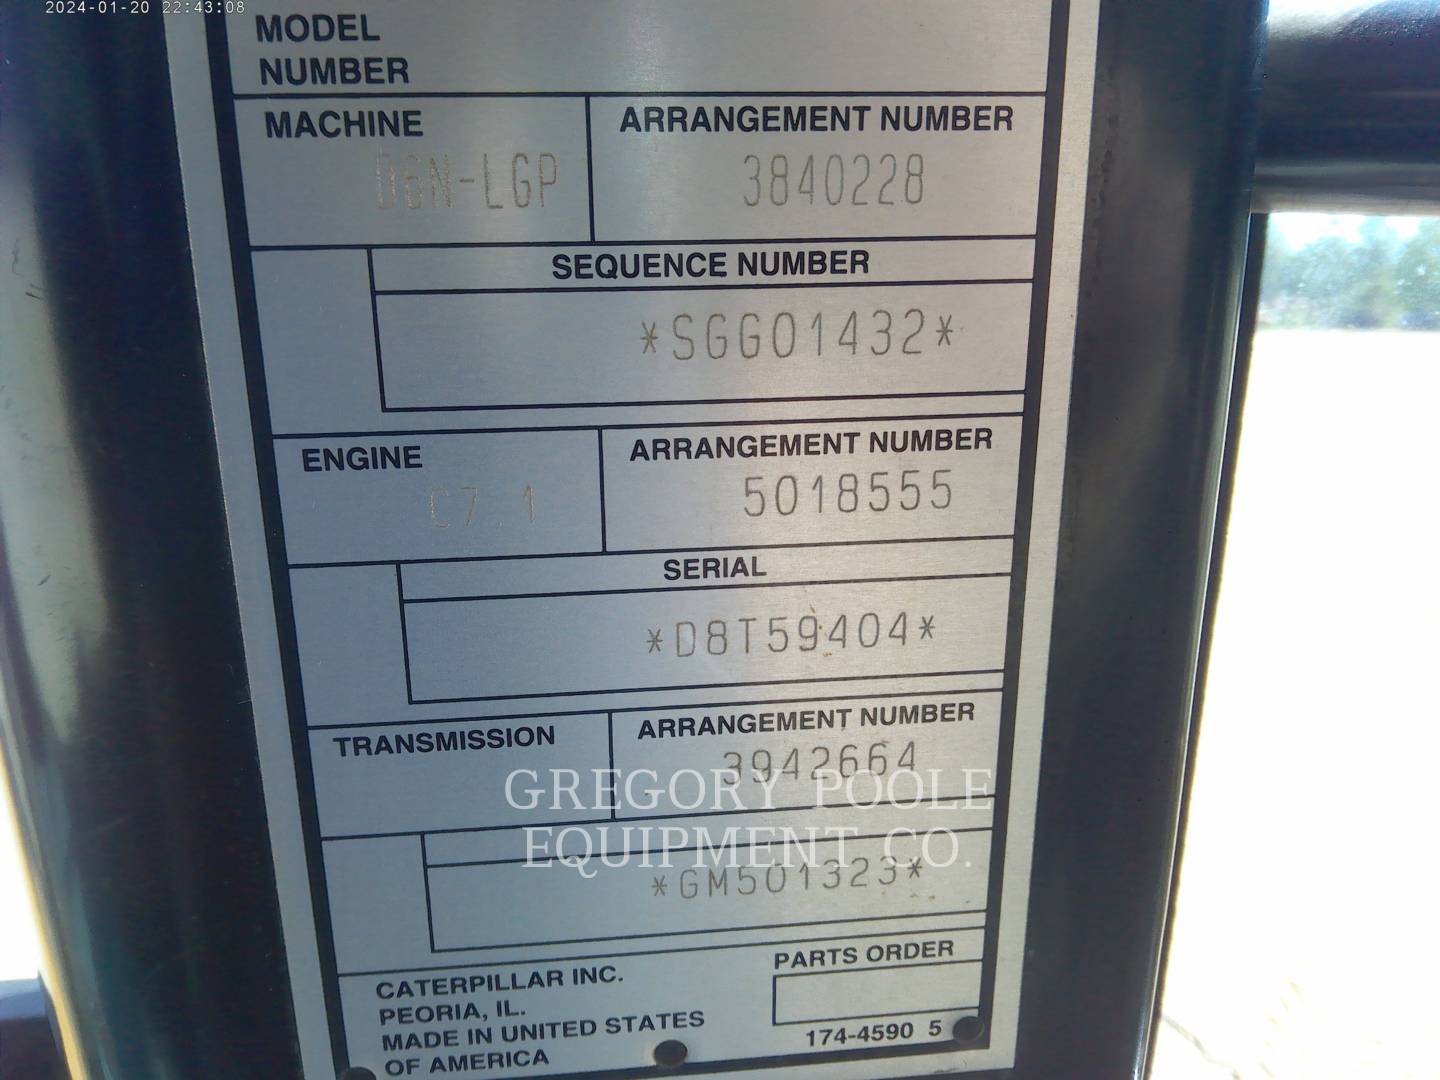 2024-01-20 22:43:08
MODEL
NUMBER
MACHINE
ARRANGEMENT NUMBER
D6N-LGP
3840228
SEQUENCE NUMBER
*SGG01432*
ENGINE
ARRANGEMENT NUMBER
C7.1
5018555
SERIAL
*D8T59404*
TRANSMISSION
ARRANGEMENT NUMBER
3942664
GREGORY POOLE
EQUIPMENT CO.
*GM501323*
PARTS ORDER
CATERPILLAR INC.
PEORIA, IL.
MADE IN UNITED STATES
OF AMERICA
174-4590 5